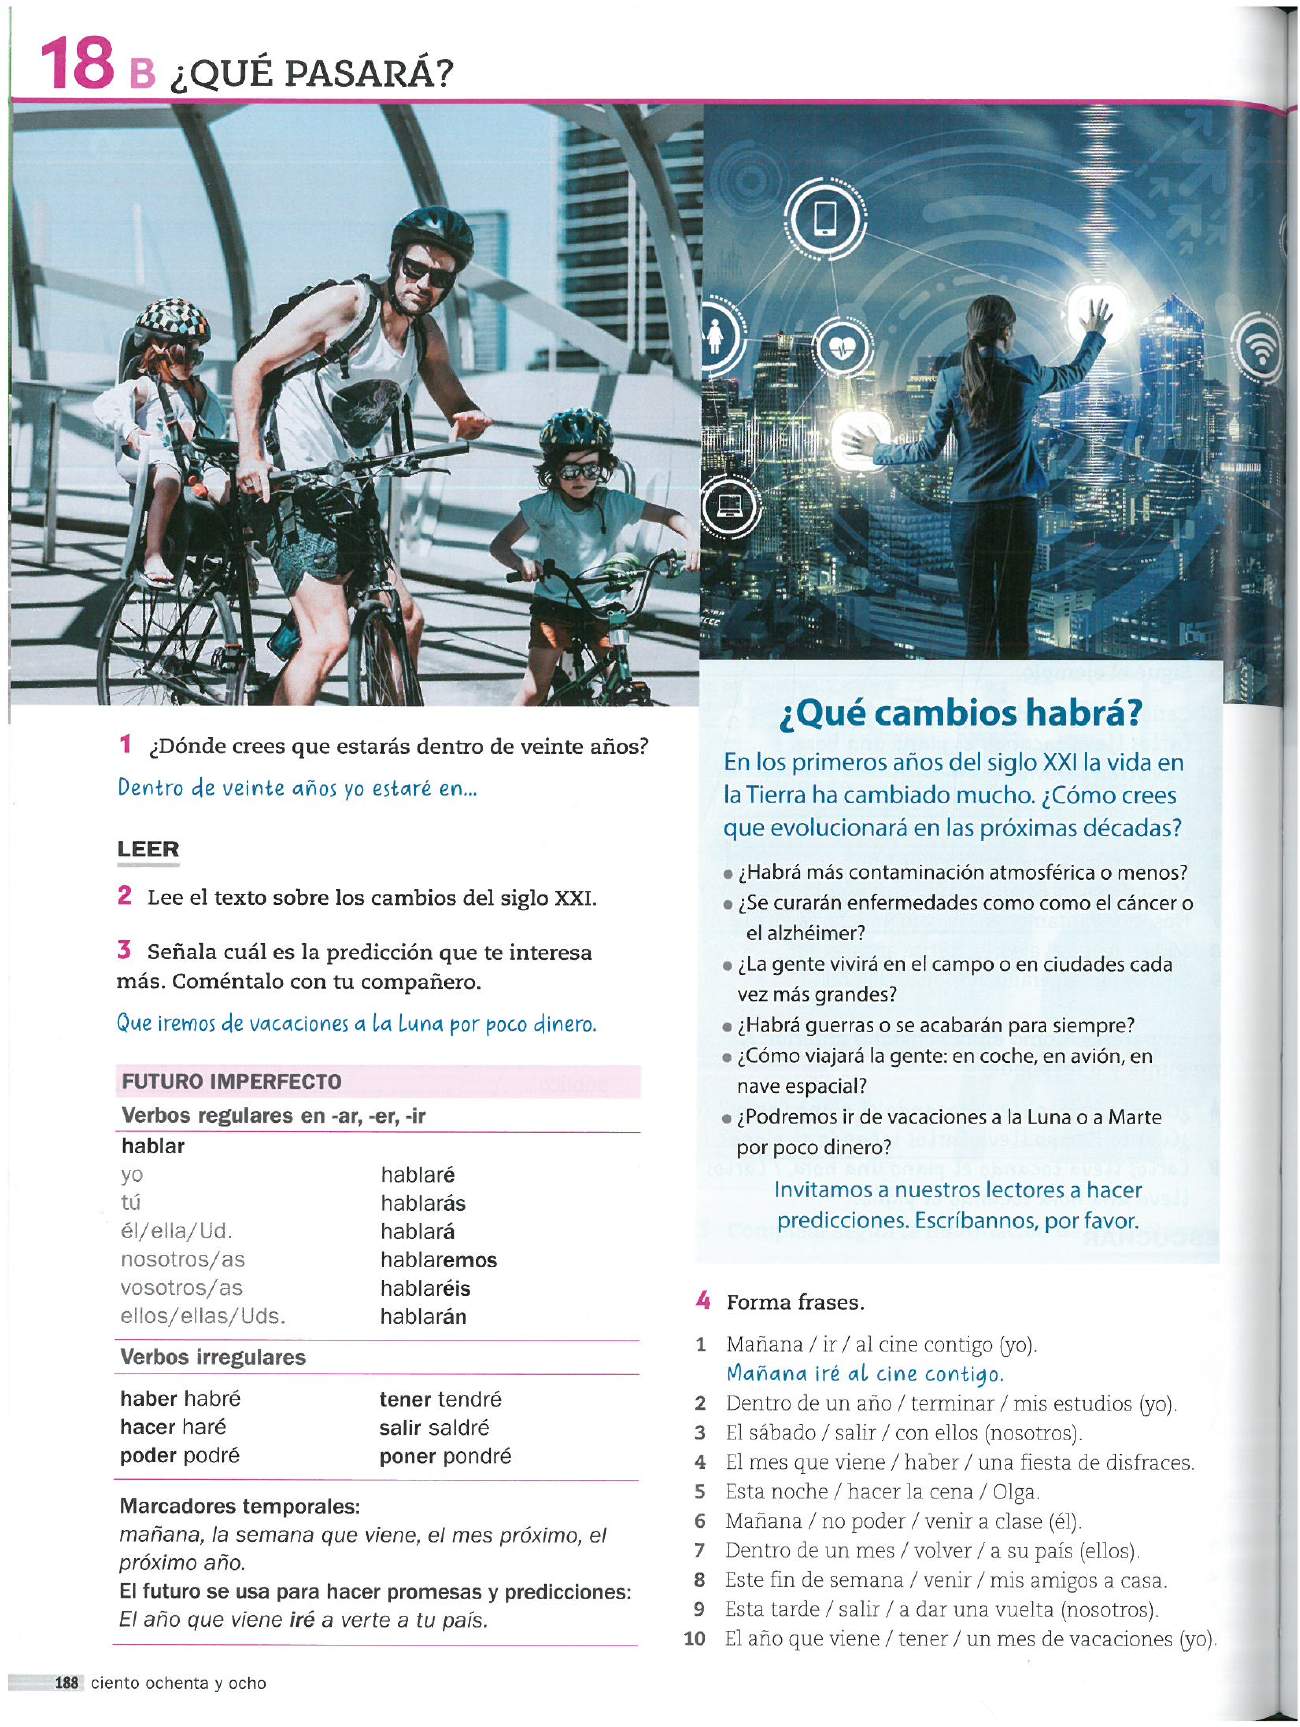 18 B ¿QUÉ PASARÁ?
1 ¿Dónde crees que estarás dentro de veinte años?
Dentro de veinte años yo estaré en...
LEER
2 Lee el texto sobre los cambios del siglo XXI.
3 Señala cuál es la predicción que te interesa
más. Coméntalo con tu compañero.
Que iremos de vacaciones a la Luna por poco dinero.
FUTURO IMPERFECTO
Verbos regulares en -ar, -er, -ir
hablar
yo hablaré
tú hablarás
él/ella/Ud. hablará
nosotros/as hablaremos
vosotros/as hablaréis
ellos/ellas/Uds. hablarán
Verbos irregulares
haber habré tener tendré
hacer haré salir saldré
poder podré poner pondré
Marcadores temporales:
mañana, la semana que viene, el mes próximo, el
próximo año.
El futuro se usa para hacer promesas y predicciones:
El año que viene iré a verte a tu país.
¿Qué cambios habrá?
En los primeros años del siglo XXI la vida en
la Tierra ha cambiado mucho. ¿Cómo crees
que evolucionará en las próximas décadas?
• ¿Habrá más contaminación atmosférica o menos?
• ¿Se curarán enfermedades como como el cáncer o
el alzhéimer?
• ¿La gente vivirá en el campo o en ciudades cada
vez más grandes?
• ¿Habrá guerras o se acabarán para siempre?
• ¿Cómo viajará la gente: en coche, en avión, en
nave espacial?
• ¿Podremos ir de vacaciones a la Luna o a Marte
por poco dinero?
Invitamos a nuestros lectores a hacer
predicciones. Escríbannos, por favor.
4 Forma frases.
1 Mañana / ir / al cine contigo (yo).
Mañana iré al cine contigo.
2 Dentro de un año / terminar / mis estudios (yo).
3 El sábado / salir / con ellos (nosotros).
4 El mes que viene / haber / una fiesta de disfraces.
5 Esta noche / hacer la cena / Olga.
6 Mañana / no poder / venir a clase (él).
7 Dentro de un mes / volver / a su país (ellos).
8 Este fin de semana / venir / mis amigos a casa.
9 Esta tarde / salir / a dar una vuelta (nosotros).
10 El año que viene / tener / un mes de vacaciones (yo).
188 ciento ochenta y ocho